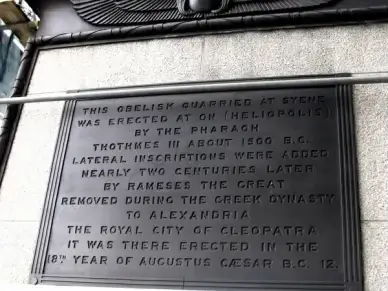 THIS OBELISK QUARRIED AT SYENE
WAS ERECTED AT ON (HELIOPOLIS)
BY THE PHARAOH
THOTHMES III ABOUT 1500 B.C.
LATERAL INSCRIPTIONS WERE ADDED
NEARLY TWO CENTURIES LATER
BY RAMESES THE GREAT
REMOVED DURING THE GREEK DYNASTY
TO ALEXANDRIA
THE ROYAL CITY OF CLEOPATRA
IT WAS THERE ERECTED IN THE
18TH YEAR OF AUGUSTUS CÆSAR B.C. 12.